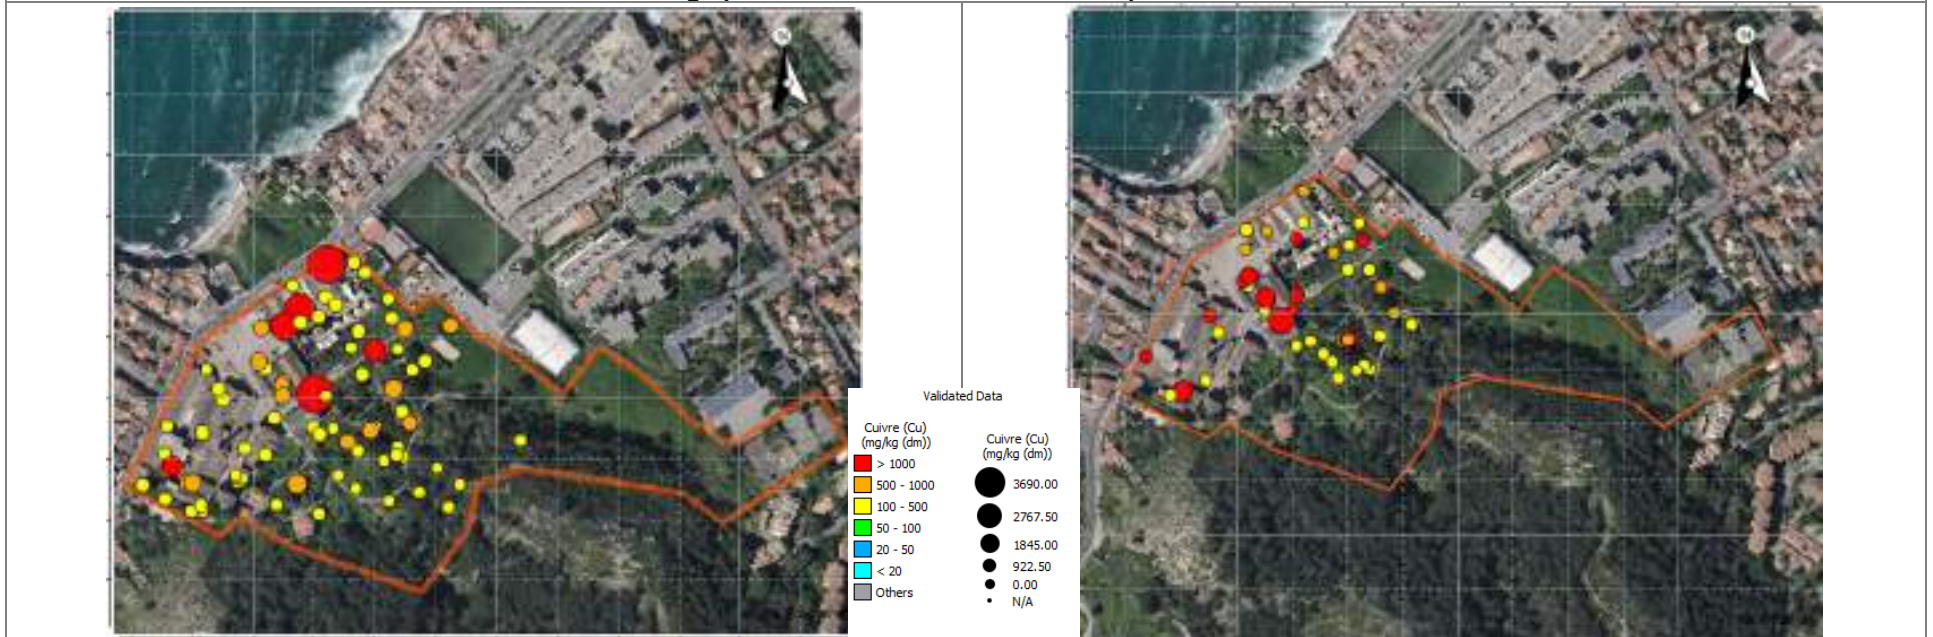 Validated Data
Cuivre (Cu)
(mg/kg (dm))
> 1000
500 - 1000
100 - 500
50 - 100
20 - 50
< 20
Others
Cuivre (Cu)
(mg/kg (dm))
3690.00
2767.50
1845.00
922.50
0.00
N/A